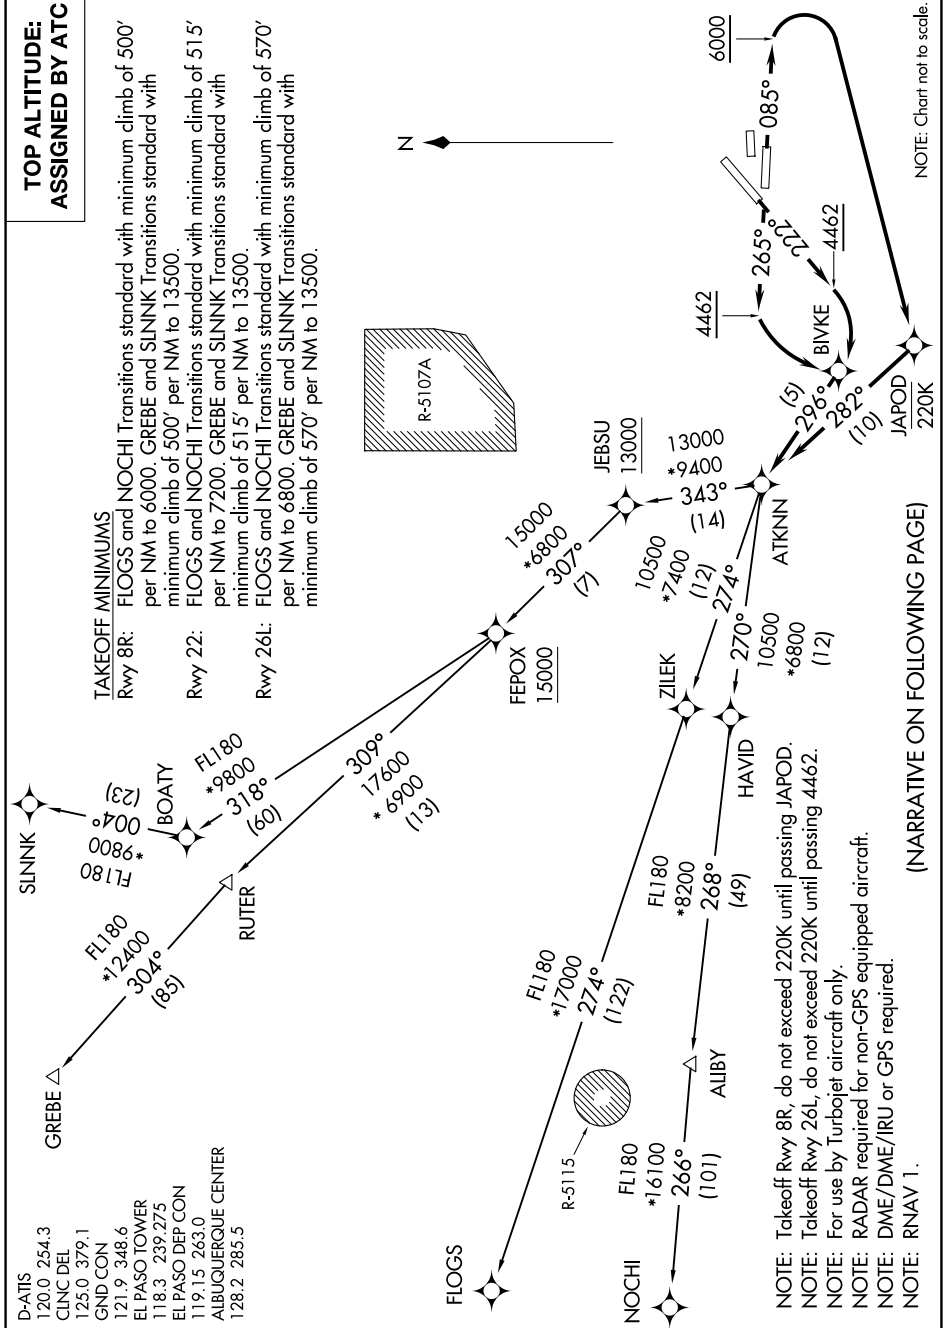 TOP ALTITUDE:
ASSIGNED BY ATC
D-ATIS
120.0 254.3
CLNC DEL
125.0 379.1
GND CON
121.9 348.6
EL PASO TOWER
118.3 239.275
EL PASO DEP CON
119.15 263.0
ALBUQUERQUE CENTER
128.2 285.5
TAKEOFF MINIMUMS
Rwy 8R: FLOGS and NOCHI Transitions standard with minimum climb of 500'
per NM to 6000. GREBE and SLNNK Transitions standard with
minimum climb of 500' per NM to 13500.
Rwy 22: FLOGS and NOCHI Transitions standard with minimum climb of 515'
per NM to 7200. GREBE and SLNNK Transitions standard with
minimum climb of 515' per NM to 13500.
Rwy 26L: FLOGS and NOCHI Transitions standard with minimum climb of 570'
per NM to 6800. GREBE and SLNNK Transitions standard with
minimum climb of 570' per NM to 13500.
SLNNK
FL180
*9800
004°
(23)
BOATY
FL180
*9800
318°
(60)
GREBE
FL180
*12400
304°
(85)
RUTER
309°
17600
*6900
(13)
FEPOX
15000
15000
*6800
307°
(7)
JEBSU
13000
13000
*9400
343°
(14)
R-5107A
N
ATKNN
10500
*7400
(12)
274°
ZILEK
270°
10500
*6800
(12)
HAVID
FL180
*17000
274°
(122)
FLOGS
R-5115
FL180
*8200
268°
(49)
ALIBY
FL180
*16100
266°
(101)
NOCHI
(5)
296°
282°
(10)
BIVKE
JAPOD
220K
4462
265°
222°
4462
085°
6000
NOTE: Takeoff Rwy 8R, do not exceed 220K until passing JAPOD.
NOTE: Takeoff Rwy 26L, do not exceed 220K until passing 4462.
NOTE: For use by Turbojet aircraft only.
NOTE: RADAR required for non-GPS equipped aircraft.
NOTE: DME/DME/IRU or GPS required.
NOTE: RNAV 1.
(NARRATIVE ON FOLLOWING PAGE)
NOTE: Chart not to scale.